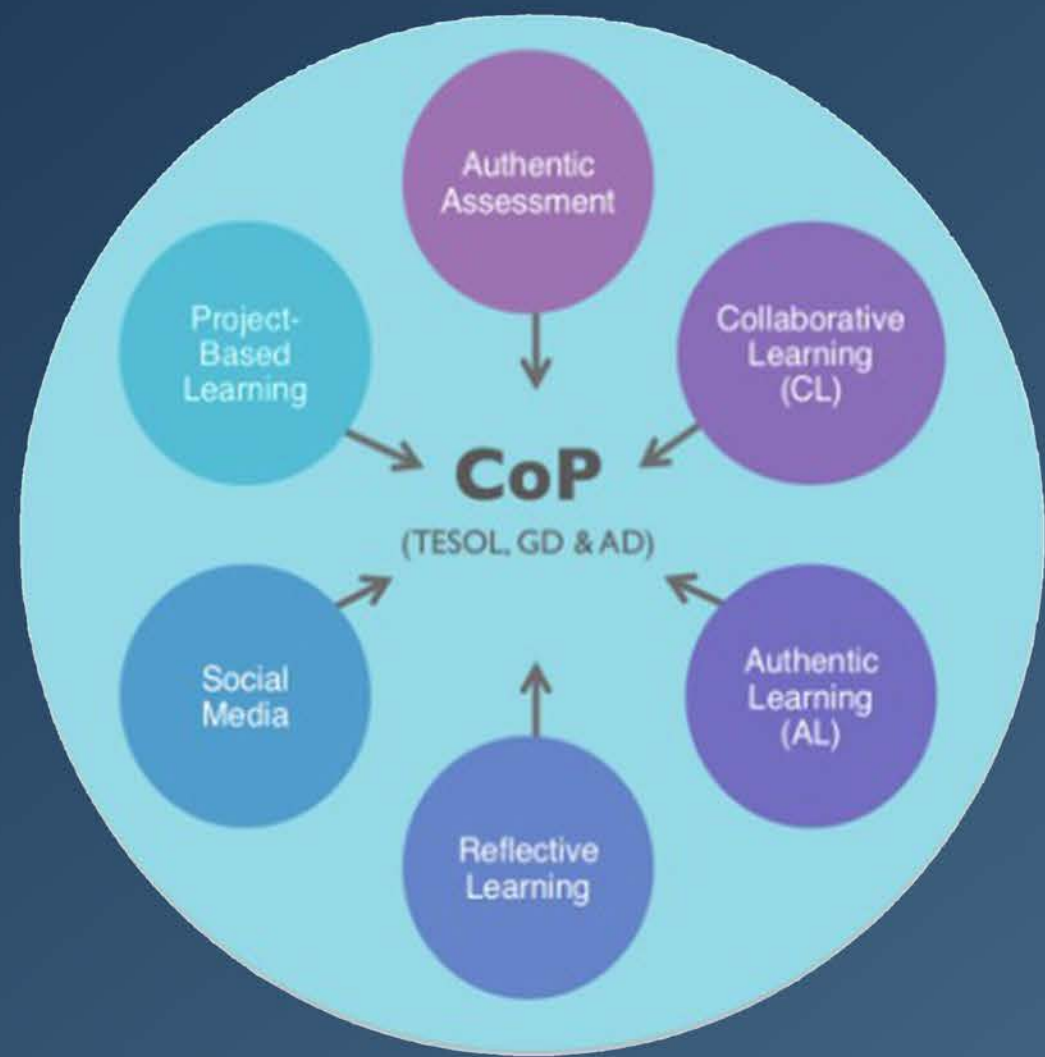 Authentic
Assessment
Collaborative
Learning
(CL)
Authentic
Learning
(AL)
Reflective
Learning
Social
Media
Project-
Based
Learning
CoP
(TESOL, GD & AD)